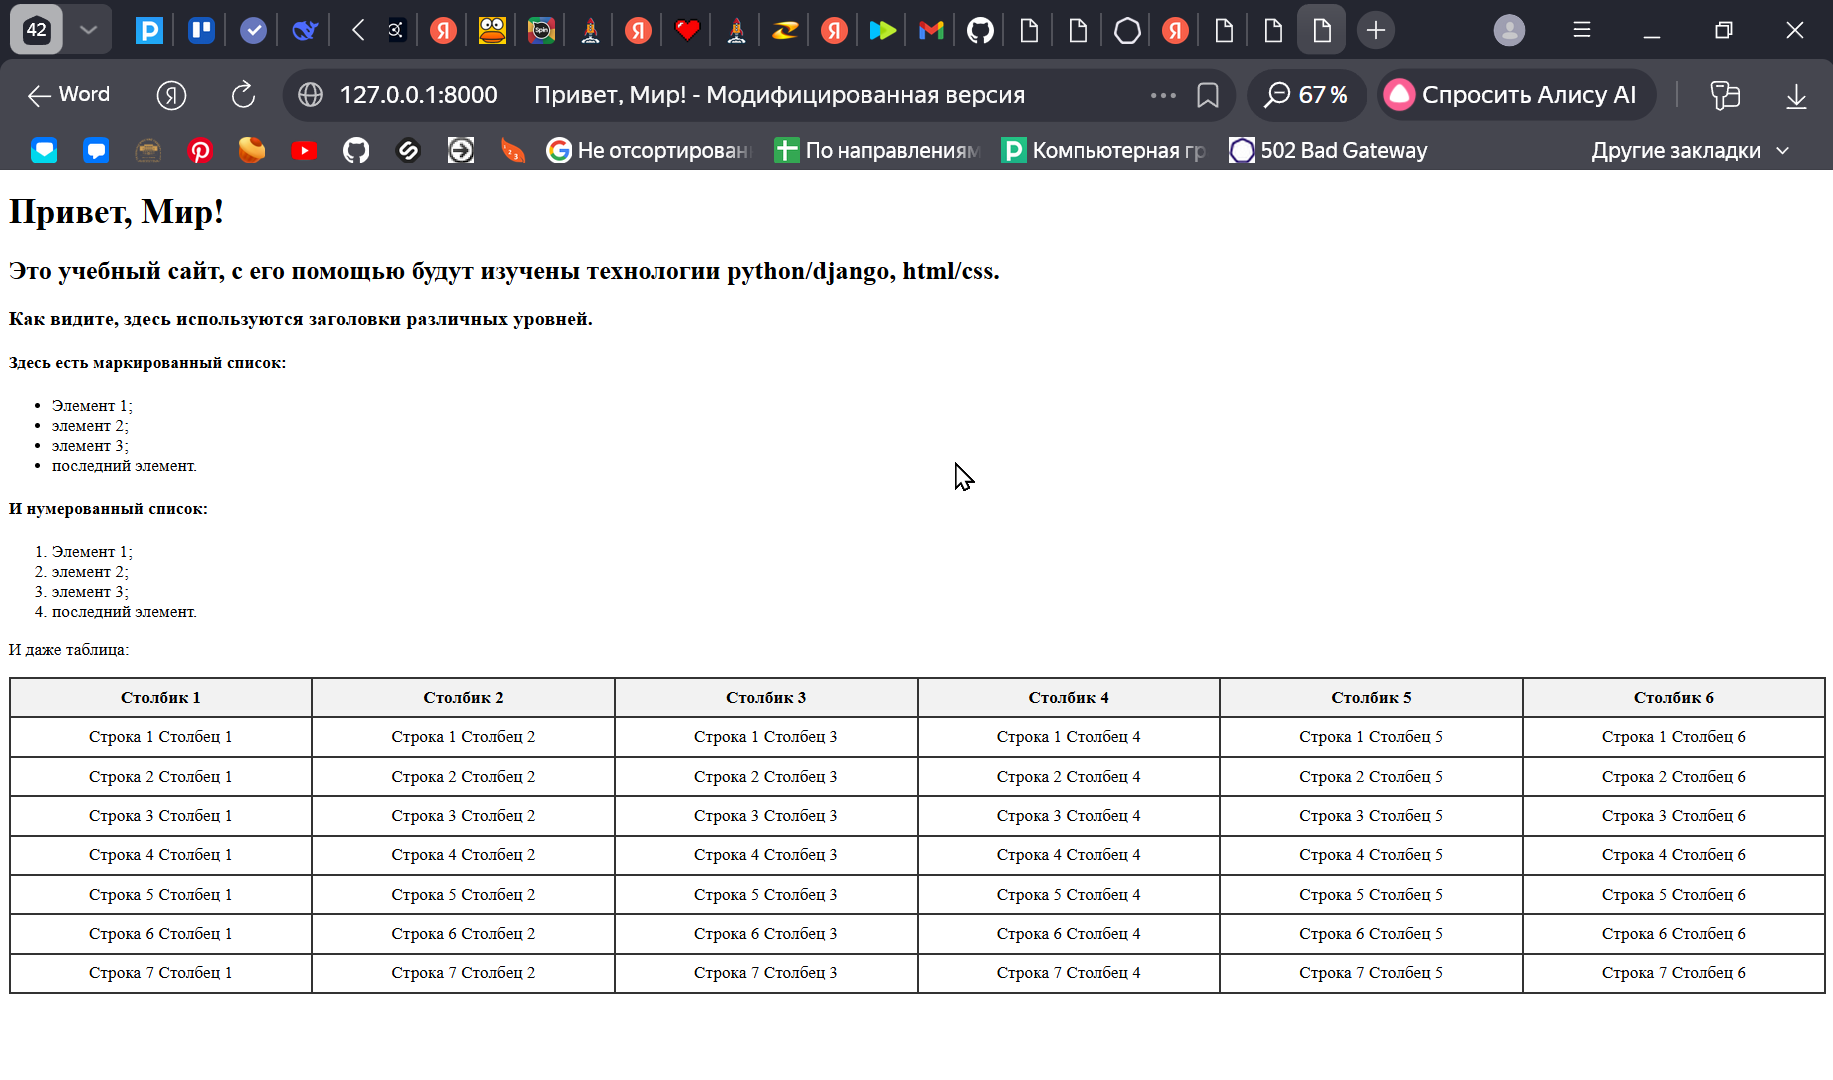 42
Word
127.0.0.1:8000 Привет, Мир! - Модифицированная версия
67 %
Спросить Алису AI
Не отсортирован
По направлениям
Компьютерная гр
502 Bad Gateway
Другие закладки
Привет, Мир!
Это учебный сайт, с его помощью будут изучены технологии python/django, html/css.
Как видите, здесь используются заголовки различных уровней.
Здесь есть маркированный список:
• Элемент 1;
• элемент 2;
• элемент 3;
• последний элемент.
И нумерованный список:
1. Элемент 1;
2. элемент 2;
3. элемент 3;
4. последний элемент.
И даже таблица:
Столбик 1 Столбик 2 Столбик 3 Столбик 4 Столбик 5 Столбик 6
Строка 1 Столбец 1 Строка 1 Столбец 2 Строка 1 Столбец 3 Строка 1 Столбец 4 Строка 1 Столбец 5 Строка 1 Столбец 6
Строка 2 Столбец 1 Строка 2 Столбец 2 Строка 2 Столбец 3 Строка 2 Столбец 4 Строка 2 Столбец 5 Строка 2 Столбец 6
Строка 3 Столбец 1 Строка 3 Столбец 2 Строка 3 Столбец 3 Строка 3 Столбец 4 Строка 3 Столбец 5 Строка 3 Столбец 6
Строка 4 Столбец 1 Строка 4 Столбец 2 Строка 4 Столбец 3 Строка 4 Столбец 4 Строка 4 Столбец 5 Строка 4 Столбец 6
Строка 5 Столбец 1 Строка 5 Столбец 2 Строка 5 Столбец 3 Строка 5 Столбец 4 Строка 5 Столбец 5 Строка 5 Столбец 6
Строка 6 Столбец 1 Строка 6 Столбец 2 Строка 6 Столбец 3 Строка 6 Столбец 4 Строка 6 Столбец 5 Строка 6 Столбец 6
Строка 7 Столбец 1 Строка 7 Столбец 2 Строка 7 Столбец 3 Строка 7 Столбец 4 Строка 7 Столбец 5 Строка 7 Столбец 6